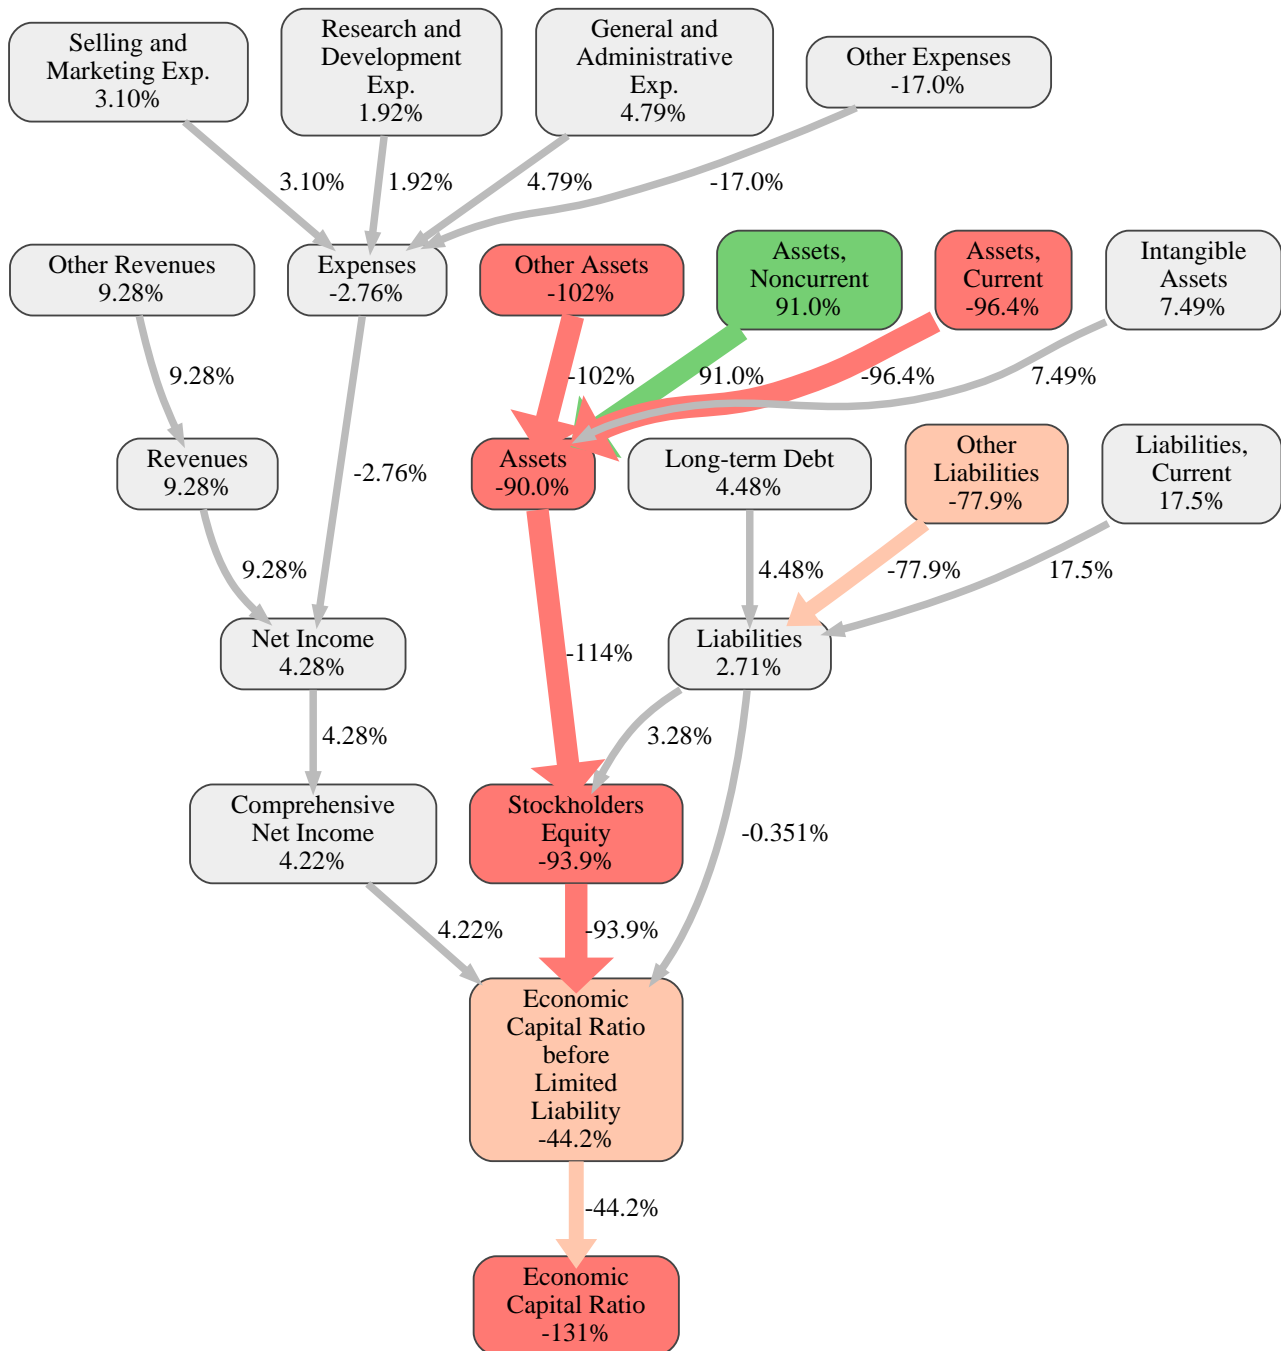 Selling and
Marketing Exp.
3.10%
Research and
Development
Exp.
1.92%
General and
Administrative
Exp.
4.79%
Other Expenses
-17.0%
3.10%
1.92%
4.79%
-17.0%
Other Revenues
9.28%
Expenses
-2.76%
Other Assets
-102%
Assets,
Noncurrent
91.0%
Assets,
Current
-96.4%
Intangible
Assets
7.49%
9.28%
-102%
91.0%
-96.4%
7.49%
Revenues
9.28%
-2.76%
Assets
-90.0%
Long-term Debt
4.48%
Other
Liabilities
-77.9%
Liabilities,
Current
17.5%
9.28%
4.48%
-77.9%
17.5%
Net Income
4.28%
-114%
Liabilities
2.71%
4.28%
3.28%
Comprehensive
Net Income
4.22%
Stockholders
Equity
-93.9%
-0.351%
4.22%
-93.9%
Economic
Capital Ratio
before
Limited
Liability
-44.2%
-44.2%
Economic
Capital Ratio
-131%